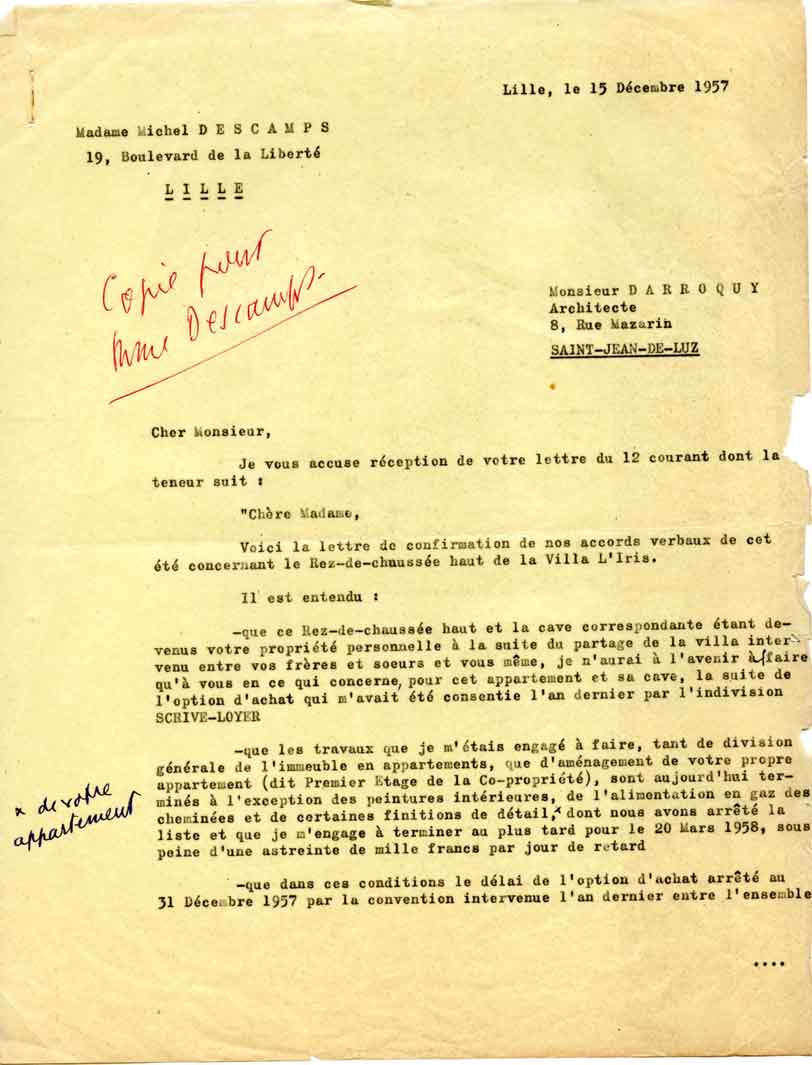 Lille, le 15 Décembre 1957
Madame Michel D E S C A M P S
19, Boulevard de la Liberté
L I L L E
Copie pour
Mme Descamps.
Monsieur D A R R O Q U Y
Architecte
8, Rue Mazarin
SAINT-JEAN-DE-LUZ
Cher Monsieur,
Je vous accuse réception de votre lettre du 12 courant dont la
teneur suit :
"Chère Madame,
Voici la lettre de confirmation de nos accords verbaux de cet
été concernant le Rez-de-chaussée haut de la Villa L'Iris.
Il est entendu :
-que ce Rez-de-chaussée haut et la cave correspondante étant de-
venus votre propriété personnelle à la suite du partage de la villa inter-
venu entre vos frères et soeurs et vous même, je n'aurai à l'avenir à faire
qu'à vous en ce qui concerne, pour cet appartement et sa cave, la suite de
l'option d'achat qui m'avait été consentie l'an dernier par l'indivision
SCRIVE-LOYER
-que les travaux que je m'étais engagé à faire, tant de division
générale de l'immeuble en appartements, que d'aménagement de votre propre
appartement (dit Premier Etage de la Co-propriété), sont aujourd'hui ter-
minés à l'exception des peintures intérieures, de l'alimentation en gaz des
cheminées et de certaines finitions de détail,x dont nous avons arrêté la
liste et que je m'engage à terminer au plus tard pour le 20 Mars 1958, sous
peine d'une astreinte de mille francs par jour de retard
x de votre
appartement
-que dans ces conditions le délai de l'option d'achat arrêté au
31 Décembre 1957 par la convention intervenue l'an dernier entre l'ensemble
....